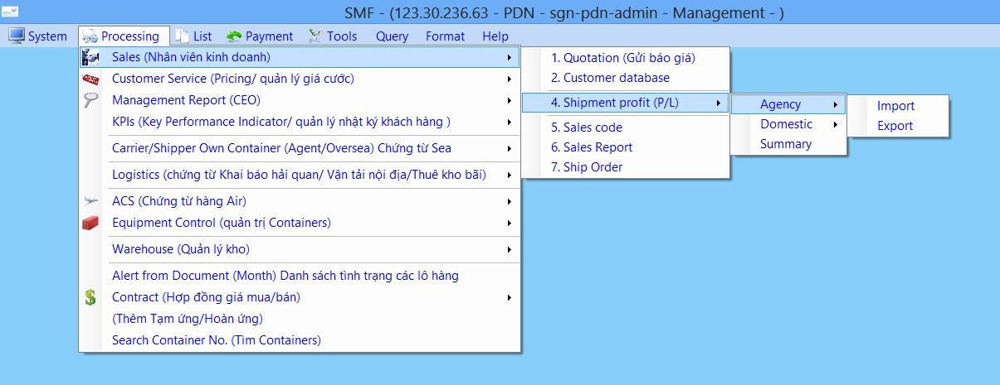 SMF - (123.30.236.63 - PDN - sgn-pdn-admin - Management - )
System Processing List Payment Tools Query Format Help
Sales (Nhân viên kinh doanh)
Customer Service (Pricing/ quản lý giá cước)
Management Report (CEO)
KPIs (Key Performance Indicator/ quản lý nhật ký khách hàng )
Carrier/Shipper Own Container (Agent/Oversea) Chứng từ Sea
Logistics (chứng từ Khai báo hải quan/ Vận tải nội địa/Thuê kho bãi)
ACS (Chứng từ hàng Air)
Equipment Control (quản trị Containers)
Warehouse (Quản lý kho)
Alert from Document (Month) Danh sách tình trạng các lô hàng
Contract (Hợp đồng giá mua/bán)
(Thêm Tạm ứng/Hoàn ứng)
Search Container No. (Tìm Containers)
1. Quotation (Gửi báo giá)
2. Customer database
4. Shipment profit (P/L)
5. Sales code
6. Sales Report
7. Ship Order
Agency
Domestic
Summary
Import
Export